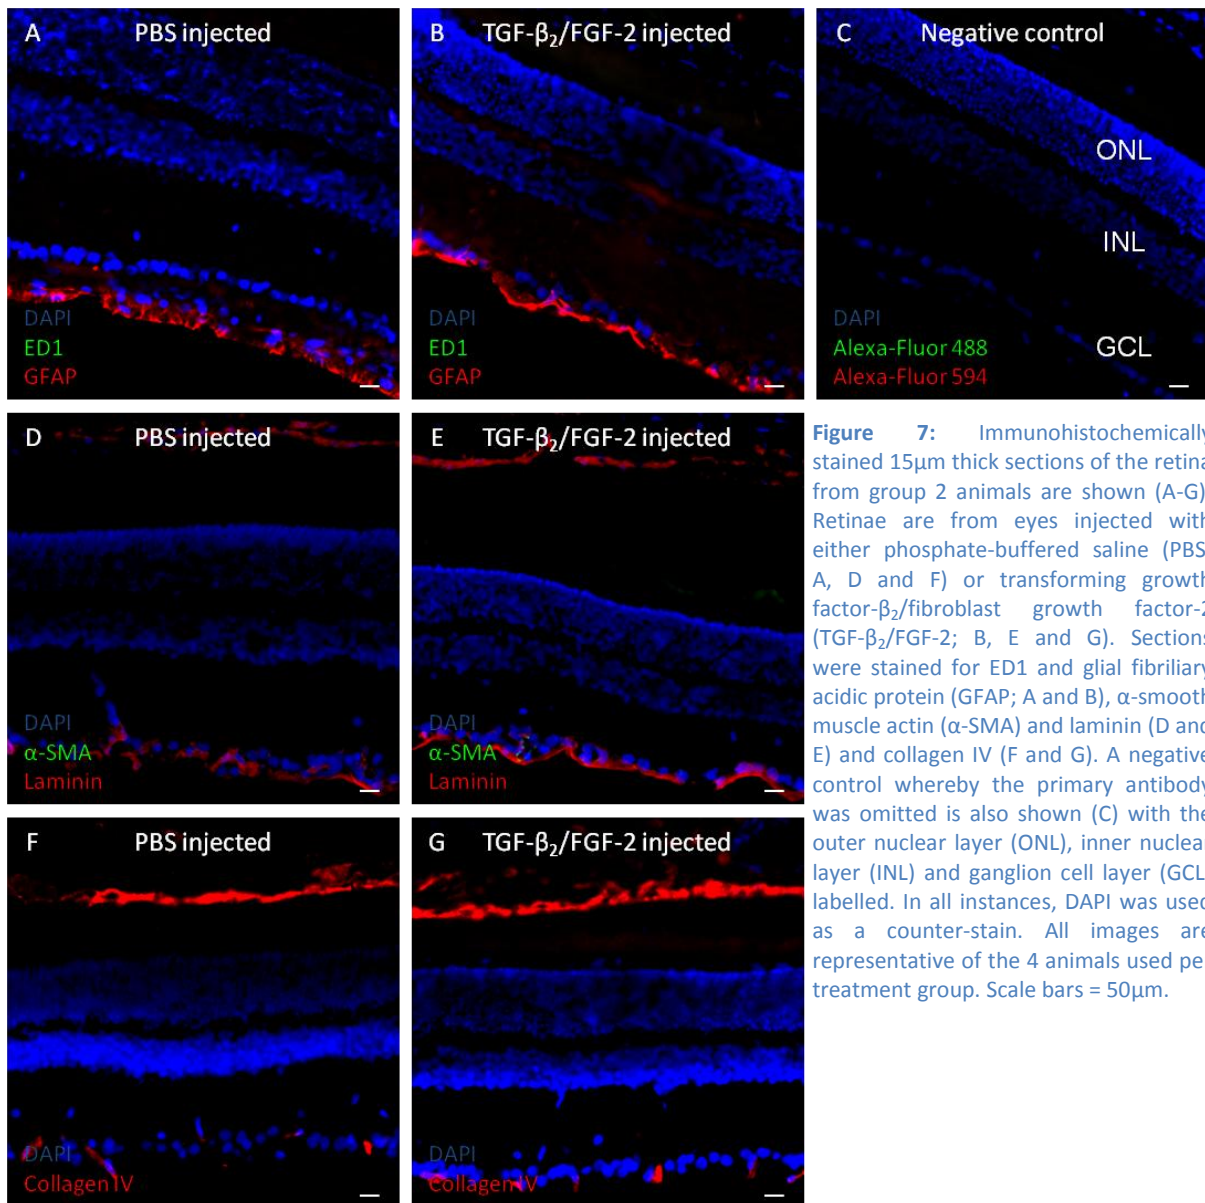 A PBS injected
B TGF-β₂/FGF-2 injected
C Negative control
ONL
INL
GCL
DAPI
ED1
GFAP
DAPI
ED1
GFAP
DAPI
Alexa-Fluor 488
Alexa-Fluor 594
D PBS injected
E TGF-β₂/FGF-2 injected
DAPI
α-SMA
Laminin
DAPI
α-SMA
Laminin
F PBS injected
G TGF-β₂/FGF-2 injected
DAPI
Collagen IV
DAPI
Collagen IV
Figure 7: Immunohistochemically
stained 15µm thick sections of the retina
from group 2 animals are shown (A-G)
Retinae are from eyes injected with
either phosphate-buffered saline (PBS
A, D and F) or transforming growth
factor-β₂/fibroblast growth factor-2
(TGF-β₂/FGF-2; B, E and G). Sections
were stained for ED1 and glial fibriliary
acidic protein (GFAP; A and B), α-smooth
muscle actin (α-SMA) and laminin (D and
E) and collagen IV (F and G). A negative
control whereby the primary antibody
was omitted is also shown (C) with the
outer nuclear layer (ONL), inner nuclear
layer (INL) and ganglion cell layer (GCL
labelled. In all instances, DAPI was used
as a counter-stain. All images are
representative of the 4 animals used pe
treatment group. Scale bars = 50µm.